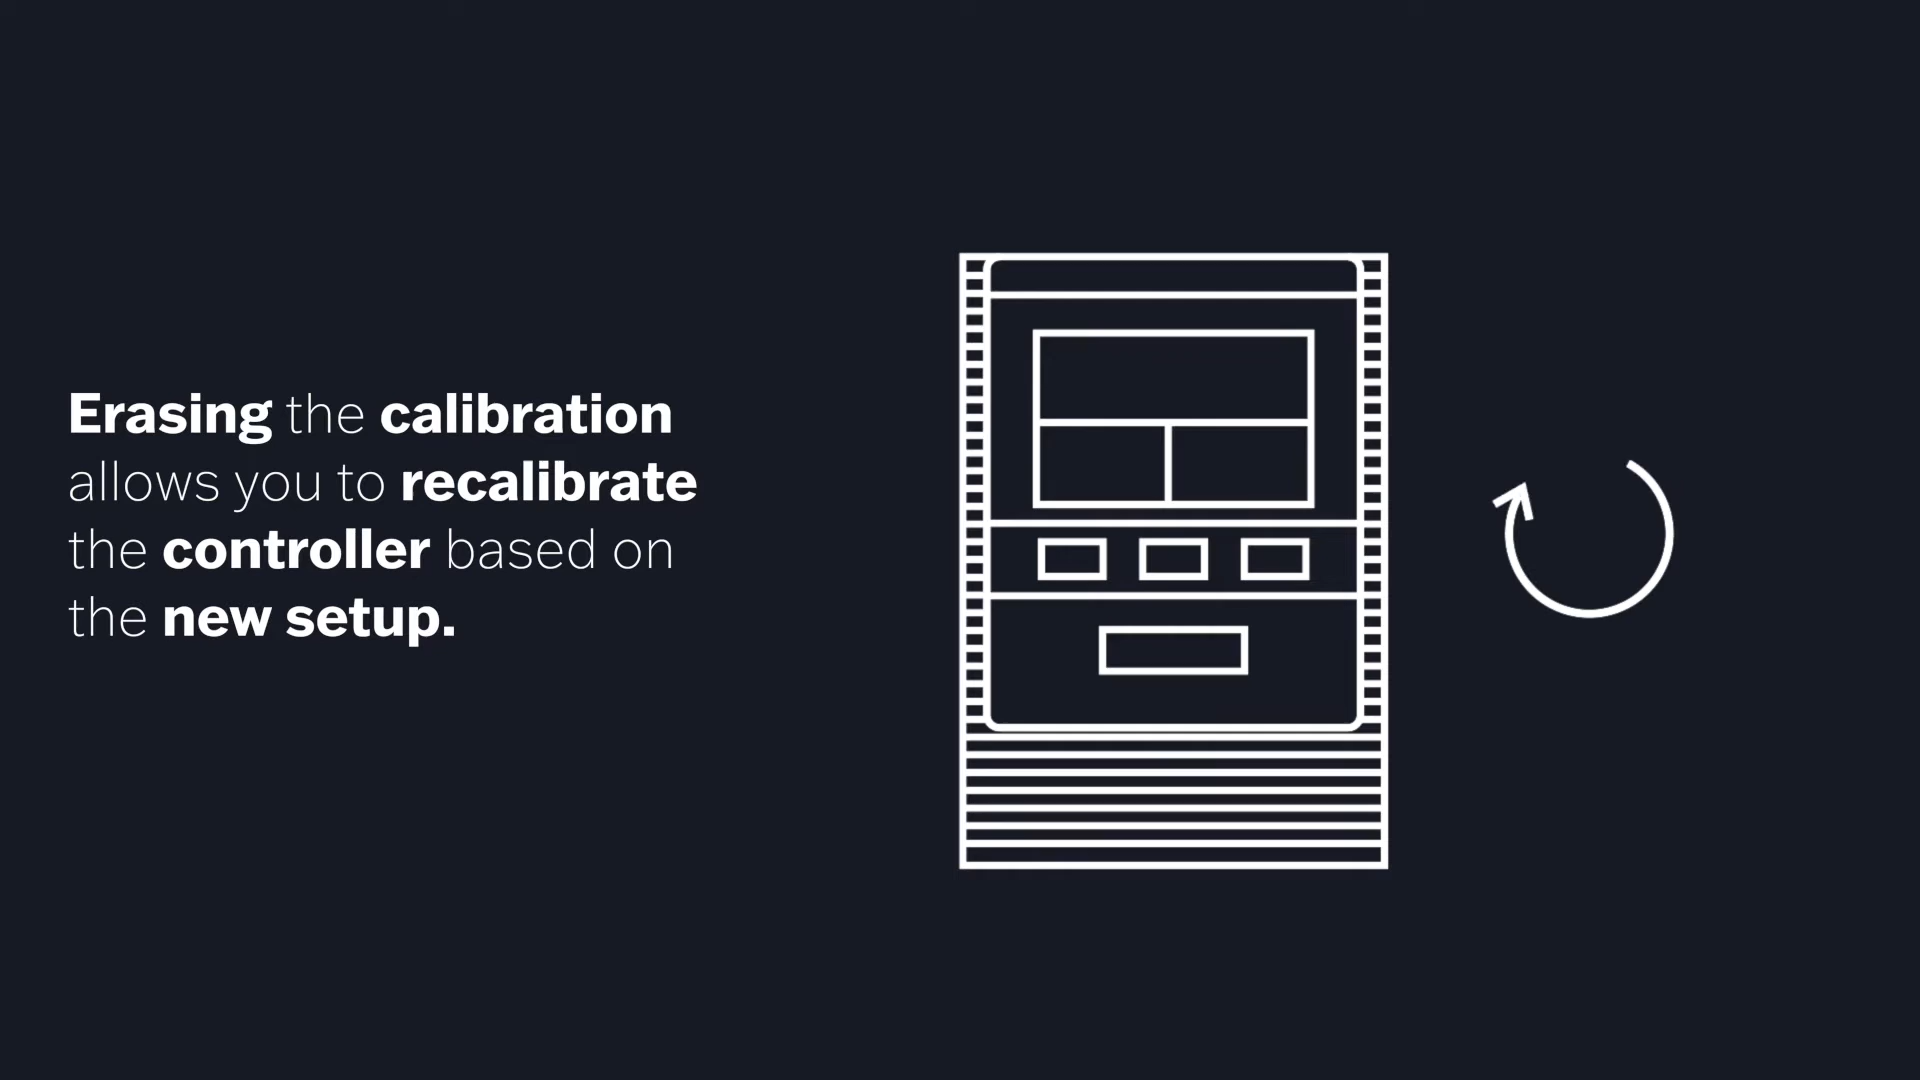 Erasing the calibration
allows you to recalibrate
the controller based on
the new setup.